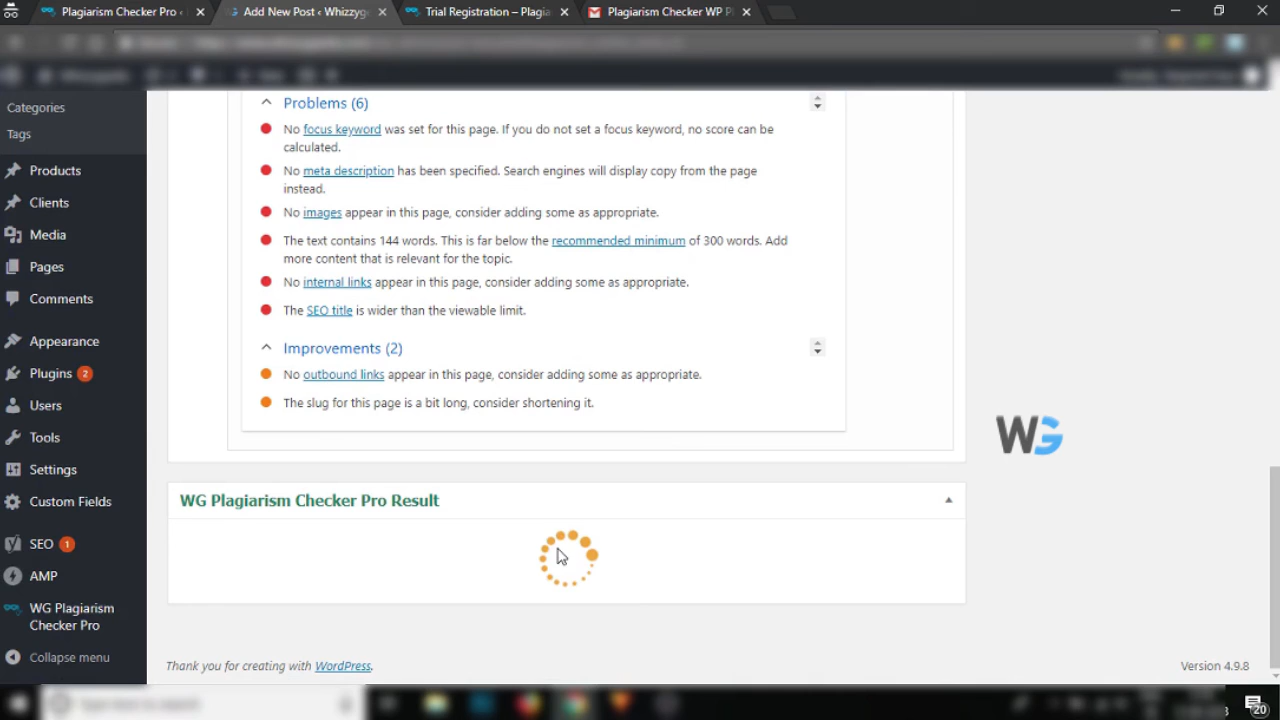 Plagiarism Checker Pro ‹
Add New Post ‹ Whizzyg
Trial Registration – Plagia
Plagiarism Checker WP P
Categories
Tags
Products
Clients
Media
Pages
Comments
Appearance
Plugins 2
Users
Tools
Settings
Custom Fields
SEO 1
AMP
WG Plagiarism
Checker Pro
Collapse menu
Problems (6)
No focus keyword was set for this page. If you do not set a focus keyword, no score can be
calculated.
No meta description has been specified. Search engines will display copy from the page
instead.
No images appear in this page, consider adding some as appropriate.
The text contains 144 words. This is far below the recommended minimum of 300 words. Add
more content that is relevant for the topic.
No internal links appear in this page, consider adding some as appropriate.
The SEO title is wider than the viewable limit.
Improvements (2)
No outbound links appear in this page, consider adding some as appropriate.
The slug for this page is a bit long, consider shortening it.
WG
WG Plagiarism Checker Pro Result
Thank you for creating with WordPress.
Version 4.9.8
20